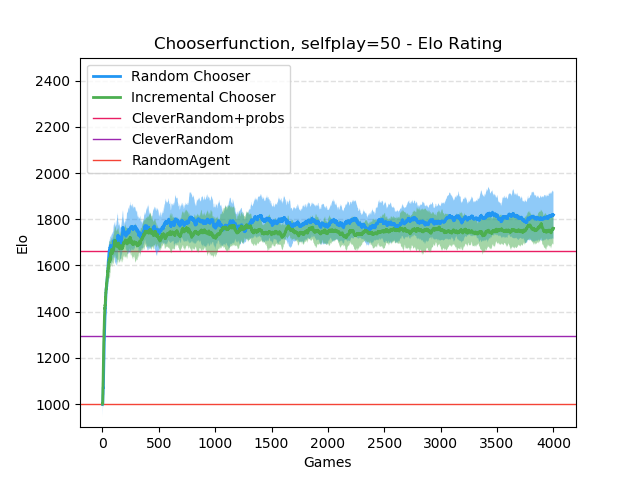 Chooserfunction, selfplay=50 - Elo Rating
Random Chooser
Incremental Chooser
CleverRandom+probs
CleverRandom
RandomAgent
2400
2200
2000
1800
1600
1400
1200
1000
Elo
0 500 1000 1500 2000 2500 3000 3500 4000
Games